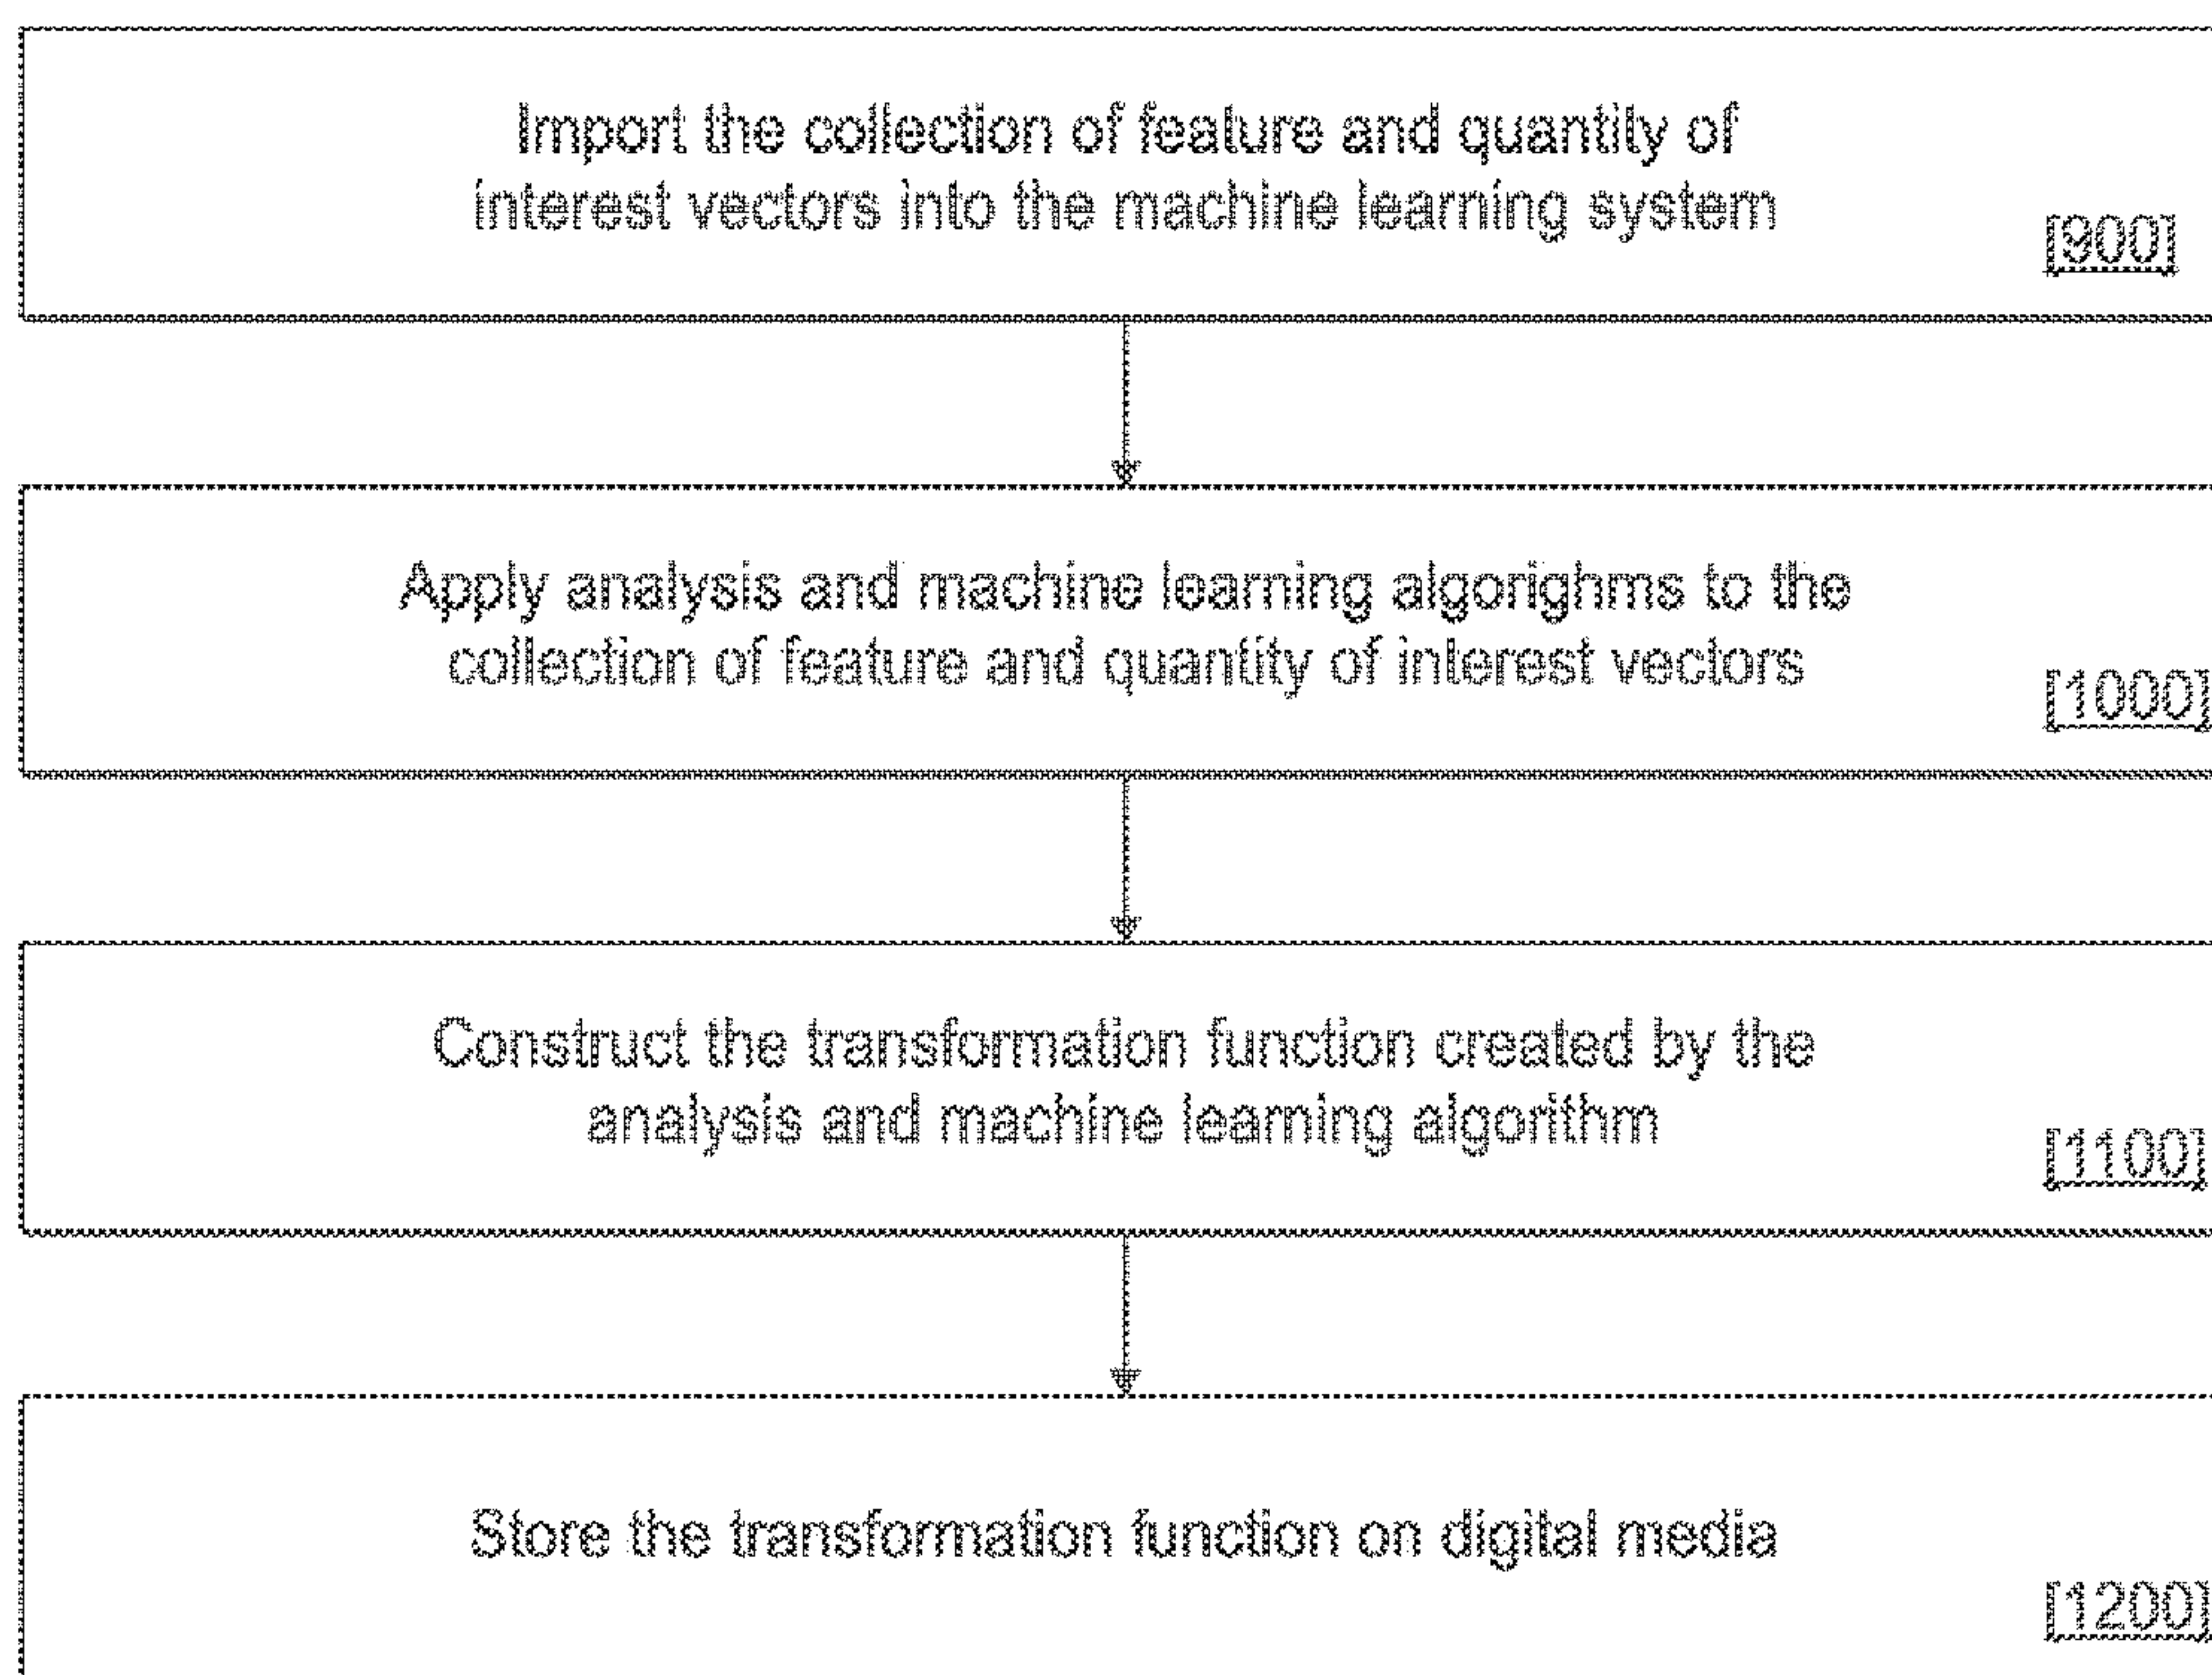 Import the collection of feature and quantity of
interest vectors into the machine learning system
[900]
Apply analysis and machine learning algorighms to the
collection of feature and quantity of interest vectors
[1000]
Construct the transformation function created by the
analysis and machine learning algorithm
[1100]
Store the transformation function on digital media
[1200]